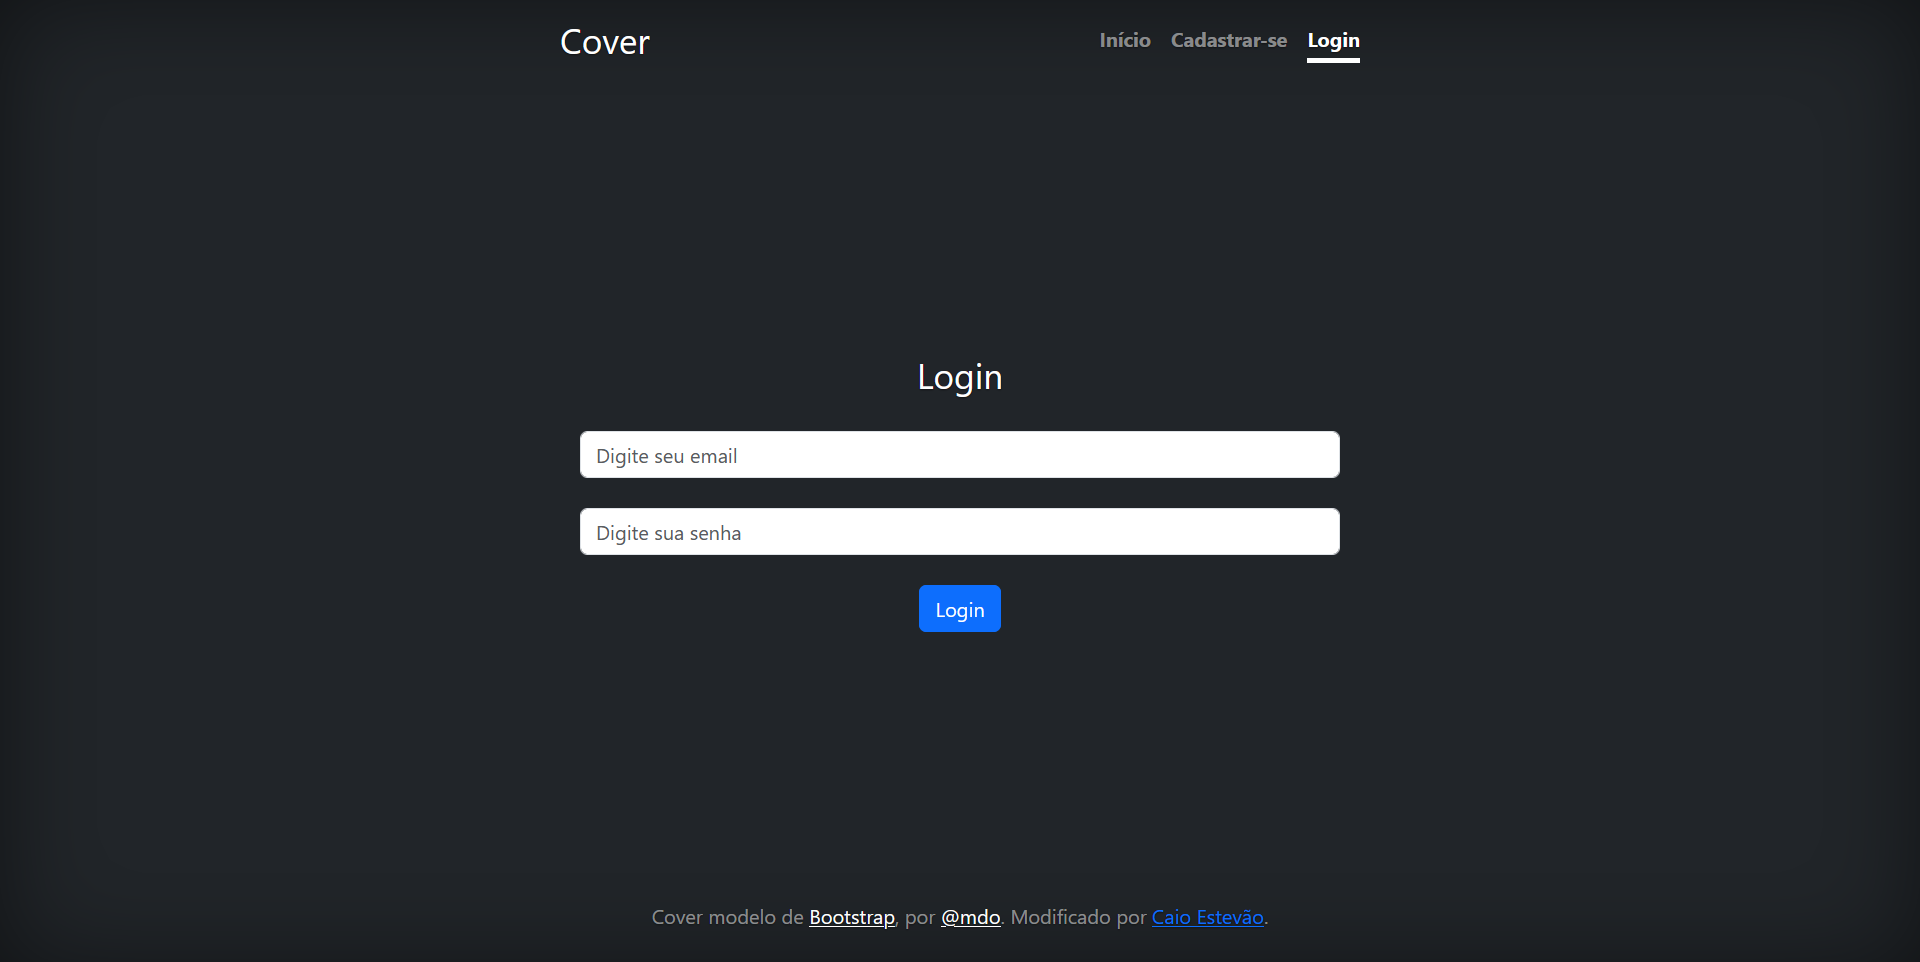 Cover
Início Cadastrar-se Login
Login
Digite seu email
Digite sua senha
Login
Cover modelo de Bootstrap, por @mdo. Modificado por Caio Estevão.